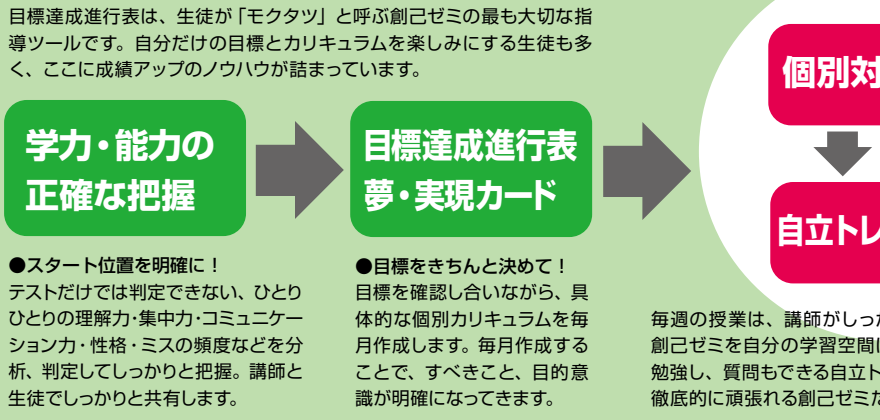 目標達成進行表は、生徒が「モクタツ」と呼ぶ創己ゼミの最も大切な指
導ツールです。自分だけの目標とカリキュラムを楽しみにする生徒も多
く、ここに成績アップのノウハウが詰まっています。
学力・能力の
正確な把握
目標達成進行表
夢・実現カード
個別対
自立トレ
●スタート位置を明確に！
テストだけでは判定できない、ひとり
ひとりの理解力・集中力・コミュニケー
ション力・性格・ミスの頻度などを分
析、判定してしっかりと把握。講師と
生徒でしっかりと共有します。
●目標をきちんと決めて！
目標を確認し合いながら、具
体的な個別カリキュラムを毎
月作成します。毎月作成する
ことで、すべきこと、目的意
識が明確になってきます。
毎週の授業は、講師がしっ
創己ゼミを自分の学習空間
勉強し、質問もできる自立ト
徹底的に頑張れる創己ゼミ